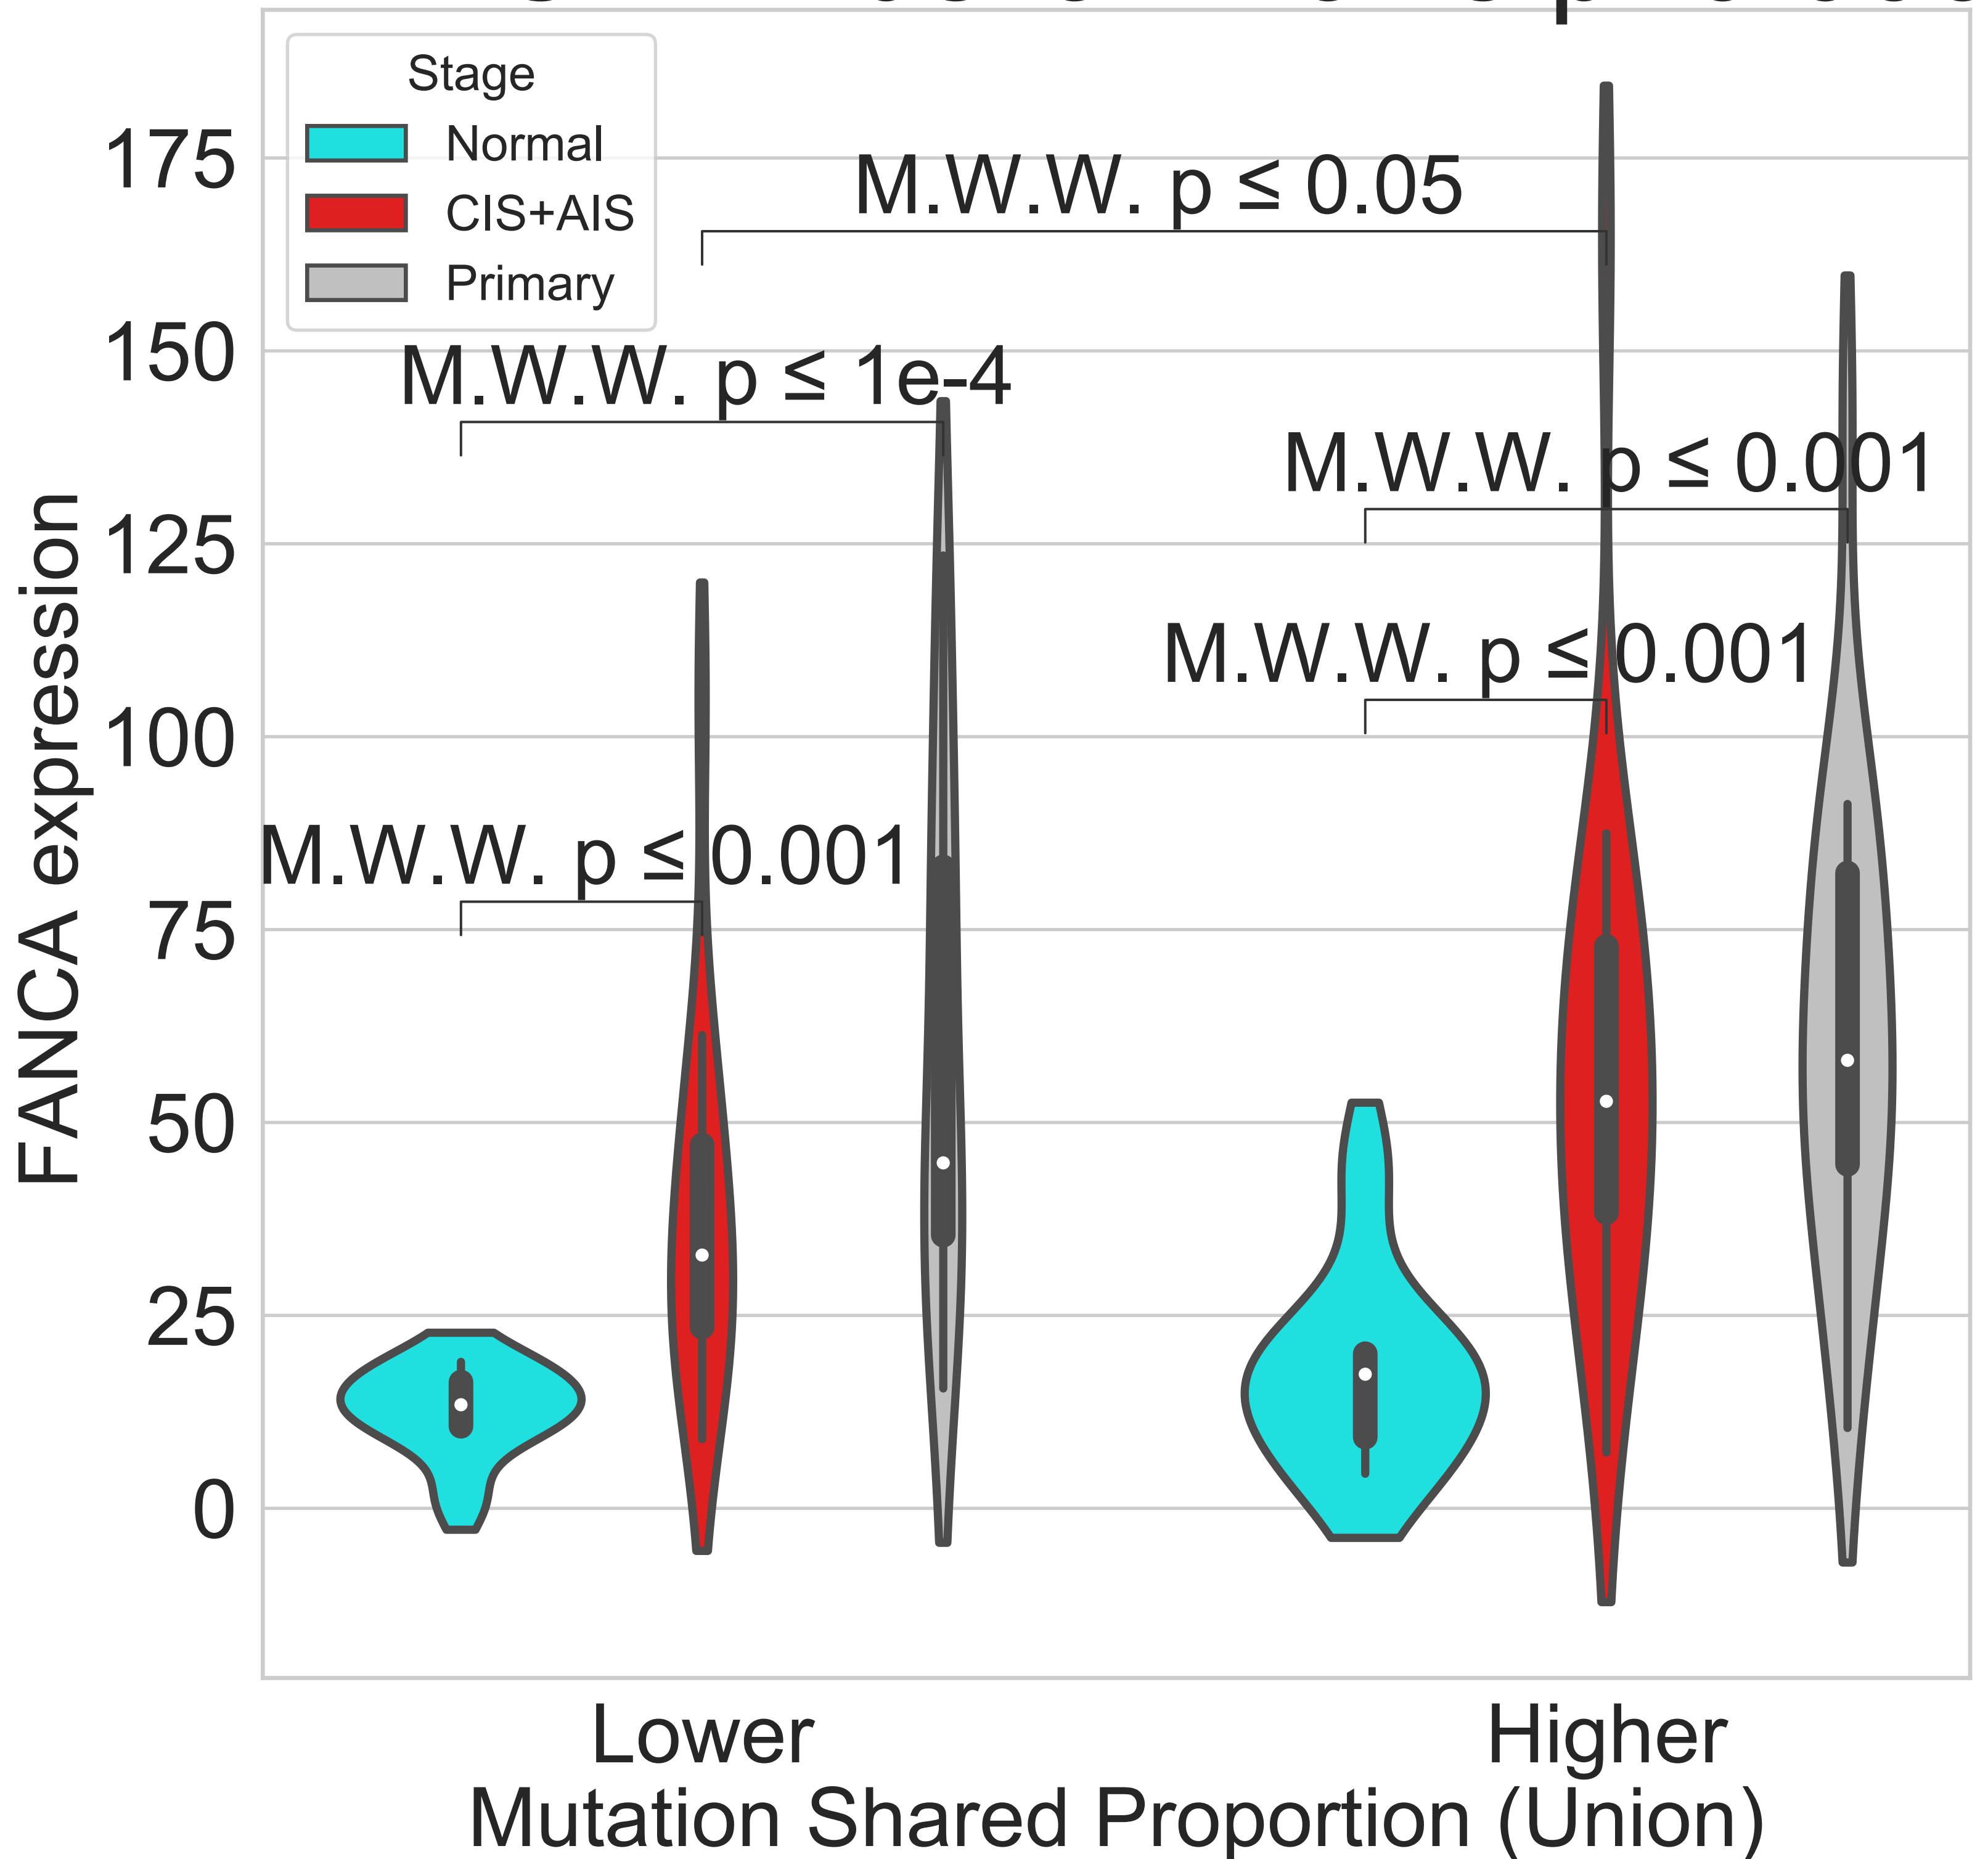 Stage
Normal
CIS+AIS
Primary
175
150
125
100
75
50
25
0
FANCA expression
M.W.W. p ≤ 0.05
M.W.W. p ≤ 1e-4
M.W.W. p ≤ 0.001
M.W.W. p ≤ 0.001
M.W.W. p ≤ 0.001
Lower
Higher
Mutation Shared Proportion (Union)